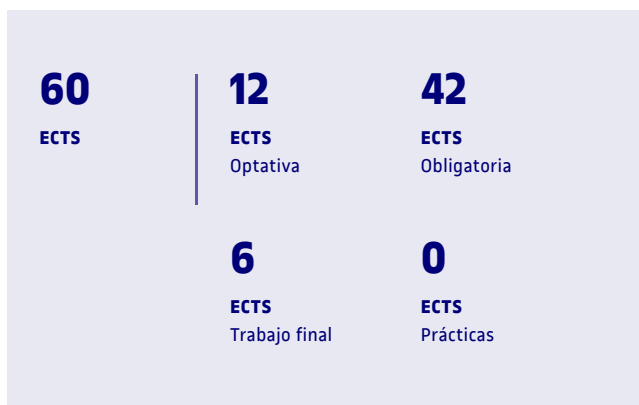 60
ECTS
12
ECTS
Optativa
42
ECTS
Obligatoria
6
ECTS
Trabajo final
0
ECTS
Prácticas